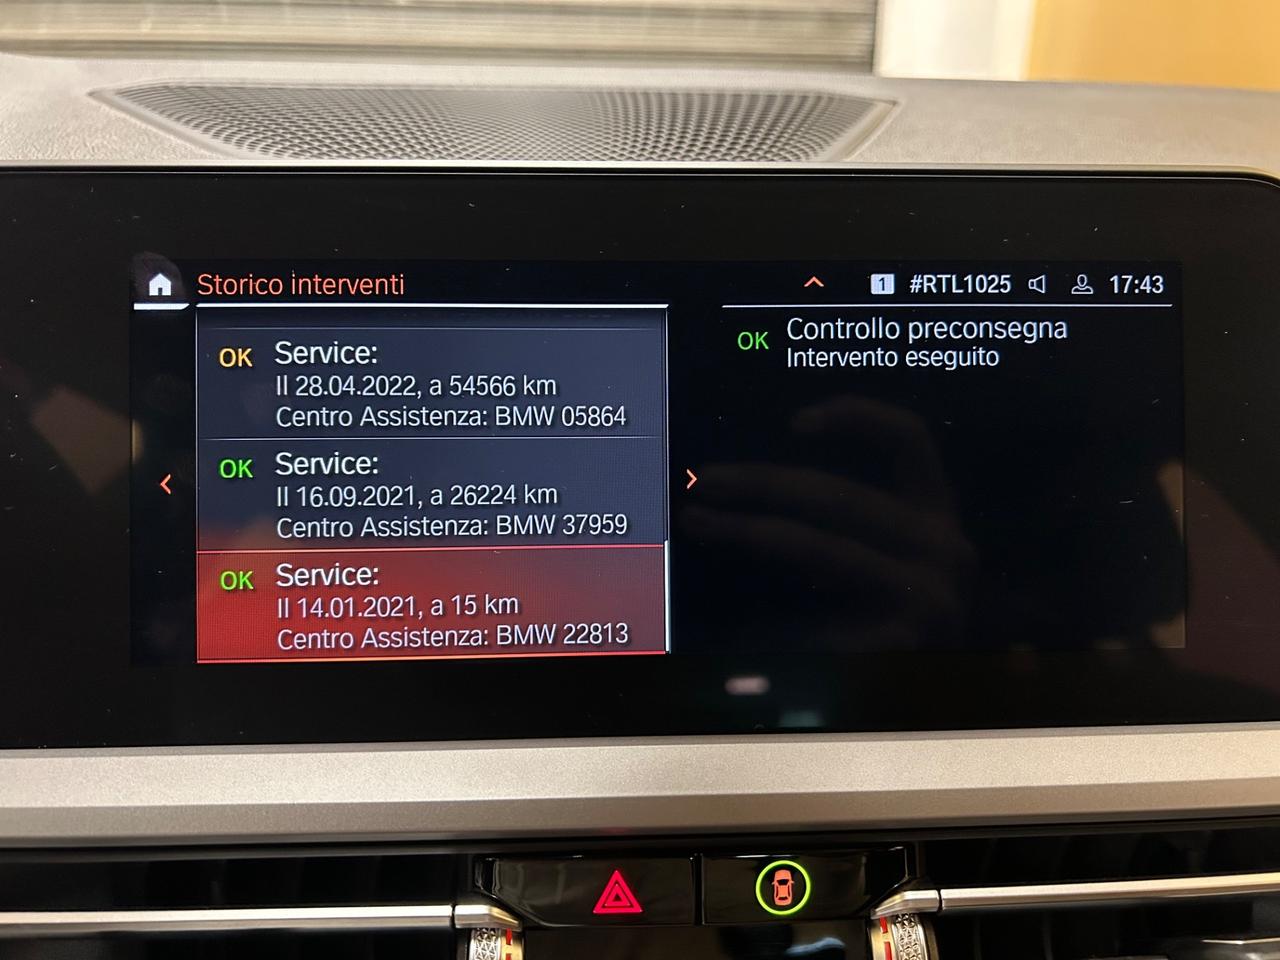 Storico interventi
1 #RTL1025 17:43
OK Service:
Il 28.04.2022, a 54566 km
Centro Assistenza: BMW 05864
OK Service:
Il 16.09.2021, a 26224 km
Centro Assistenza: BMW 37959
OK Service:
Il 14.01.2021, a 15 km
Centro Assistenza: BMW 22813
OK Controllo preconsegna
Intervento eseguito